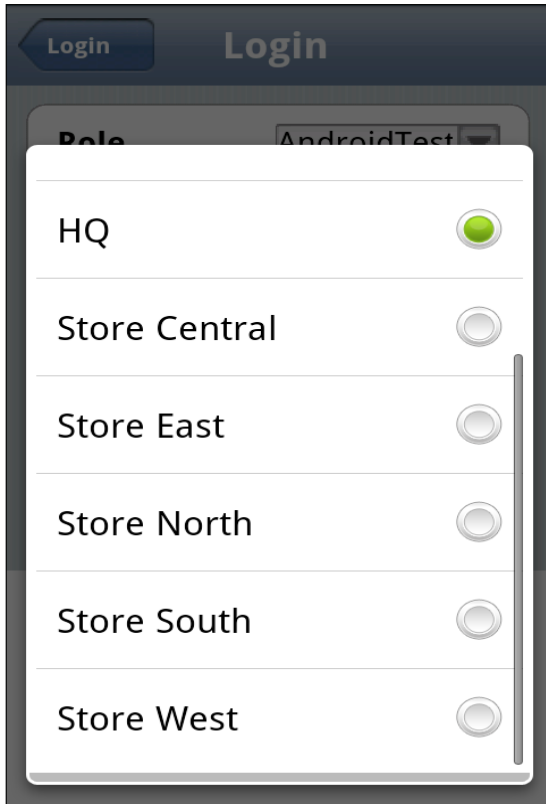 Login
Login
Role
AndroidTest
HQ
Store Central
Store East
Store North
Store South
Store West